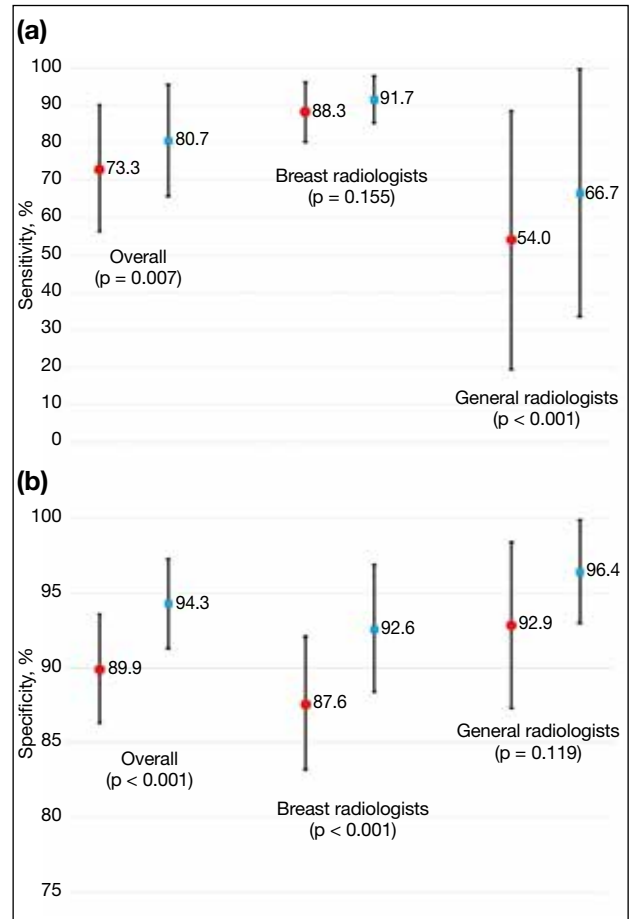 (a)
Sensitivity, %
100
90
80
70
60
50
40
30
20
10
0
73.3
80.7
Overall
(p = 0.007)
88.3
91.7
Breast radiologists
(p = 0.155)
54.0
66.7
General radiologists
(p < 0.001)
(b)
Specificity, %
100
95
90
85
80
75
89.9
94.3
Overall
(p < 0.001)
87.6
92.6
Breast radiologists
(p < 0.001)
92.9
96.4
General radiologists
(p = 0.119)